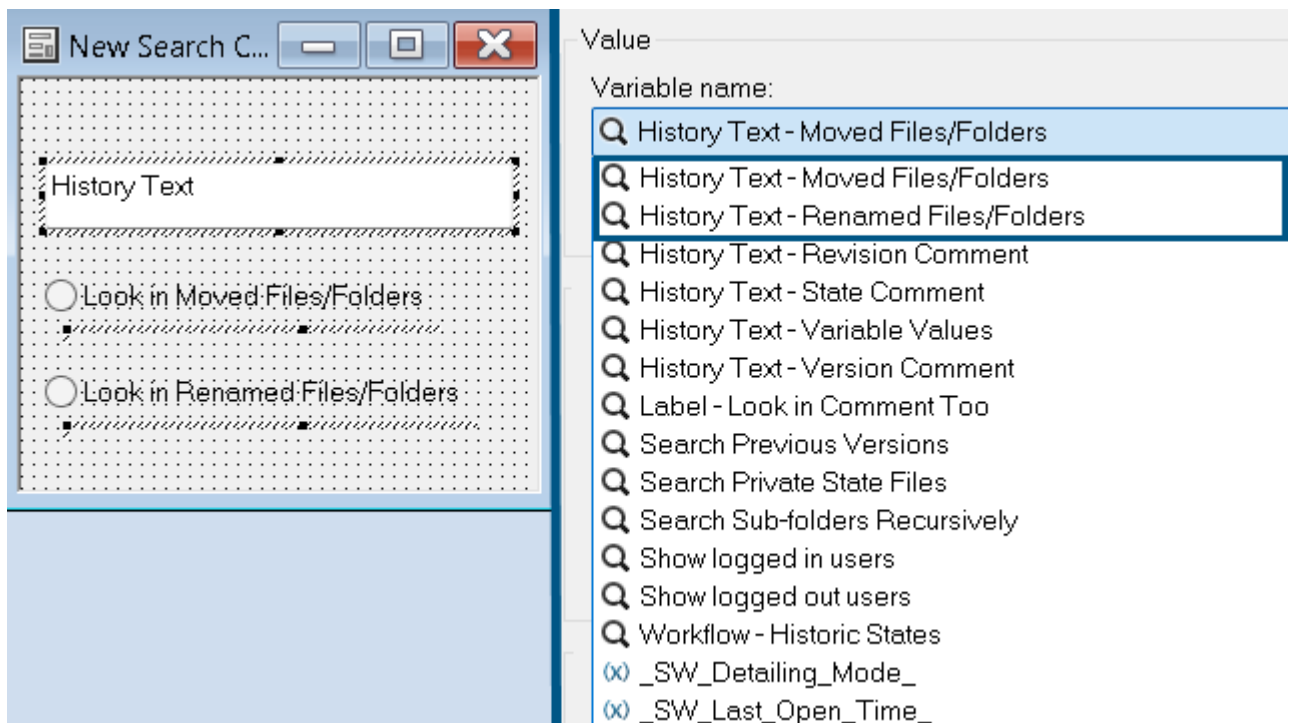 New Search C...
History Text
Look in Moved Files/Folders
Look in Renamed Files/Folders
Value
Variable name:
History Text - Moved Files/Folders
History Text - Moved Files/Folders
History Text - Renamed Files/Folders
History Text - Revision Comment
History Text - State Comment
History Text - Variable Values
History Text - Version Comment
Label - Look in Comment Too
Search Previous Versions
Search Private State Files
Search Sub-folders Recursively
Show logged in users
Show logged out users
Workflow - Historic States
(x) _SW_Detailing_Mode_
(x) _SW_Last_Open_Time_